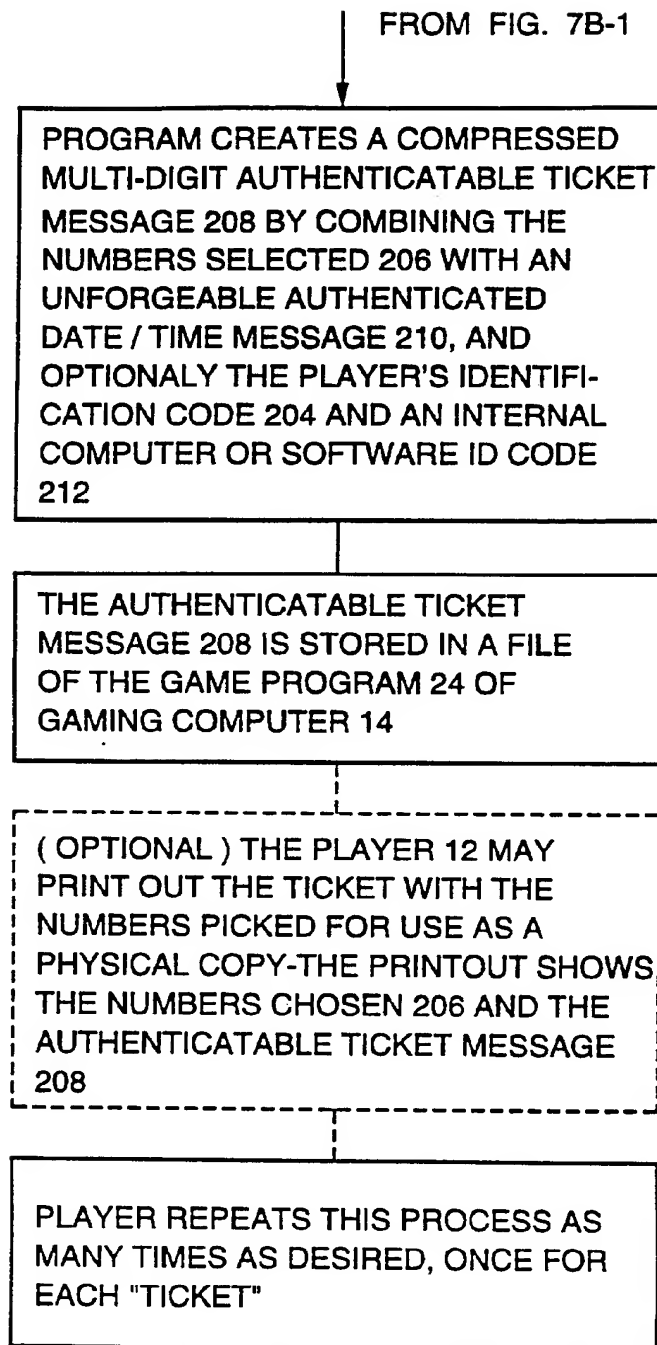 FROM FIG. 7B-1
PROGRAM CREATES A COMPRESSED
MULTI-DIGIT AUTHENTICATABLE TICKET
MESSAGE 208 BY COMBINING THE
NUMBERS SELECTED 206 WITH AN
UNFORGEABLE AUTHENTICATED
DATE / TIME MESSAGE 210, AND
OPTIONALY THE PLAYER'S IDENTIFI-
CATION CODE 204 AND AN INTERNAL
COMPUTER OR SOFTWARE ID CODE
212
THE AUTHENTICATABLE TICKET
MESSAGE 208 IS STORED IN A FILE
OF THE GAME PROGRAM 24 OF
GAMING COMPUTER 14
( OPTIONAL ) THE PLAYER 12 MAY
PRINT OUT THE TICKET WITH THE
NUMBERS PICKED FOR USE AS A
PHYSICAL COPY-THE PRINTOUT SHOWS
THE NUMBERS CHOSEN 206 AND THE
AUTHENTICATABLE TICKET MESSAGE
208
PLAYER REPEATS THIS PROCESS AS
MANY TIMES AS DESIRED, ONCE FOR
EACH "TICKET"